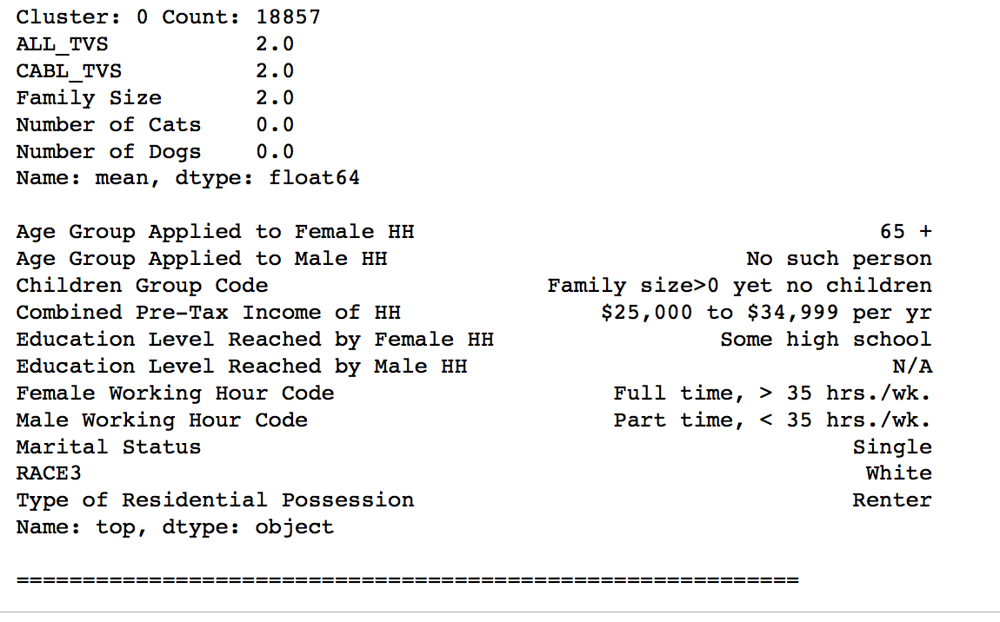 Cluster: 0 Count: 18857
ALL_TVS 2.0
CABL_TVS 2.0
Family Size 2.0
Number of Cats 0.0
Number of Dogs 0.0
Name: mean, dtype: float64
Age Group Applied to Female HH 65 +
Age Group Applied to Male HH No such person
Children Group Code Family size>0 yet no children
Combined Pre-Tax Income of HH $25,000 to $34,999 per yr
Education Level Reached by Female HH Some high school
Education Level Reached by Male HH N/A
Female Working Hour Code Full time, > 35 hrs./wk.
Male Working Hour Code Part time, < 35 hrs./wk.
Marital Status Single
RACE3 White
Type of Residential Possession Renter
Name: top, dtype: object
============================================================